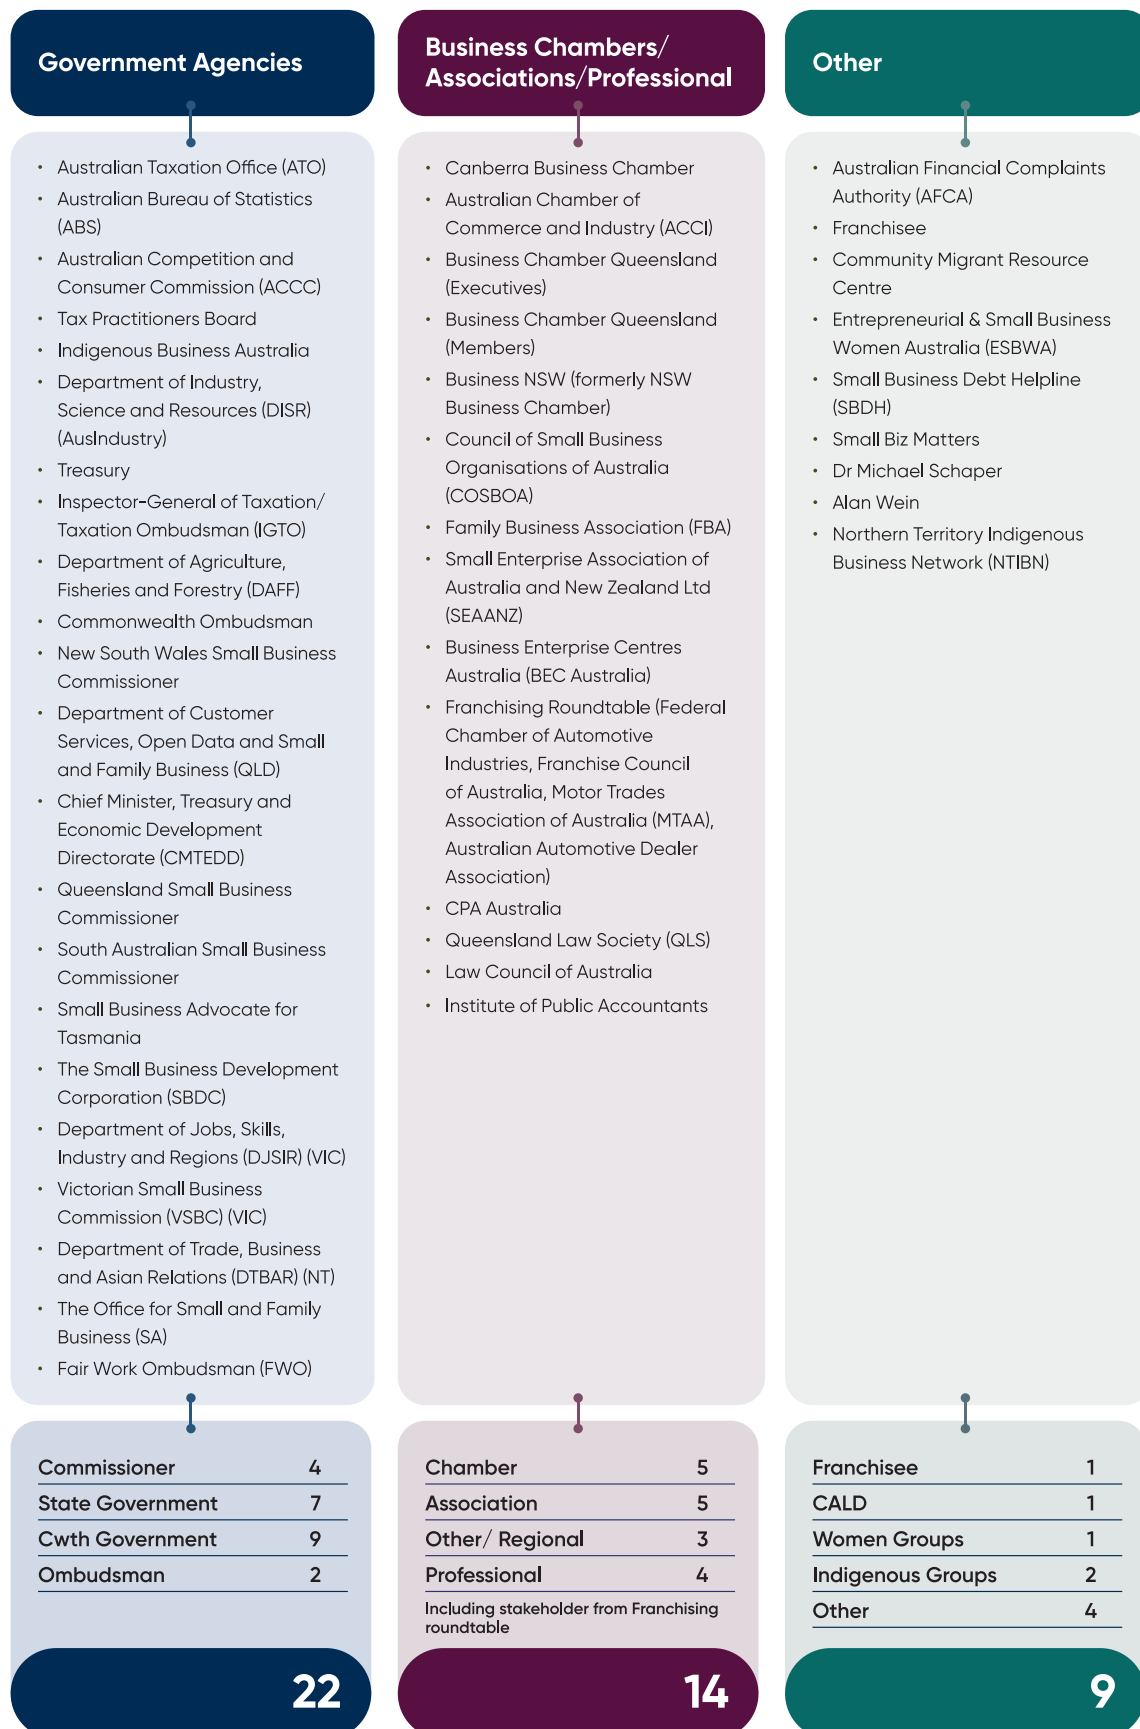 Government Agencies
• Australian Taxation Office (ATO)
• Australian Bureau of Statistics
(ABS)
• Australian Competition and
Consumer Commission (ACCC)
• Tax Practitioners Board
• Indigenous Business Australia
• Department of Industry,
Science and Resources (DISR)
(AusIndustry)
• Treasury
• Inspector-General of Taxation/
Taxation Ombudsman (IGTO)
• Department of Agriculture,
Fisheries and Forestry (DAFF)
• Commonwealth Ombudsman
• New South Wales Small Business
Commissioner
• Department of Customer
Services, Open Data and Small
and Family Business (QLD)
• Chief Minister, Treasury and
Economic Development
Directorate (CMTEDD)
• Queensland Small Business
Commissioner
• South Australian Small Business
Commissioner
• Small Business Advocate for
Tasmania
• The Small Business Development
Corporation (SBDC)
• Department of Jobs, Skills,
Industry and Regions (DJSIR) (VIC)
• Victorian Small Business
Commission (VSBC) (VIC)
• Department of Trade, Business
and Asian Relations (DTBAR) (NT)
• The Office for Small and Family
Business (SA)
• Fair Work Ombudsman (FWO)
Commissioner 4
State Government 7
Cwth Government 9
Ombudsman 2
22
Business Chambers/
Associations/Professional
• Canberra Business Chamber
• Australian Chamber of
Commerce and Industry (ACCI)
• Business Chamber Queensland
(Executives)
• Business Chamber Queensland
(Members)
• Business NSW (formerly NSW
Business Chamber)
• Council of Small Business
Organisations of Australia
(COSBOA)
• Family Business Association (FBA)
• Small Enterprise Association of
Australia and New Zealand Ltd
(SEAANZ)
• Business Enterprise Centres
Australia (BEC Australia)
• Franchising Roundtable (Federal
Chamber of Automotive
Industries, Franchise Council
of Australia, Motor Trades
Association of Australia (MTAA),
Australian Automotive Dealer
Association)
• CPA Australia
• Queensland Law Society (QLS)
• Law Council of Australia
• Institute of Public Accountants
Chamber 5
Association 5
Other/ Regional 3
Professional 4
Including stakeholder from Franchising
roundtable
14
Other
• Australian Financial Complaints
Authority (AFCA)
• Franchisee
• Community Migrant Resource
Centre
• Entrepreneurial & Small Business
Women Australia (ESBWA)
• Small Business Debt Helpline
(SBDH)
• Small Biz Matters
• Dr Michael Schaper
• Alan Wein
• Northern Territory Indigenous
Business Network (NTIBN)
Franchisee 1
CALD 1
Women Groups 1
Indigenous Groups 2
Other 4
9